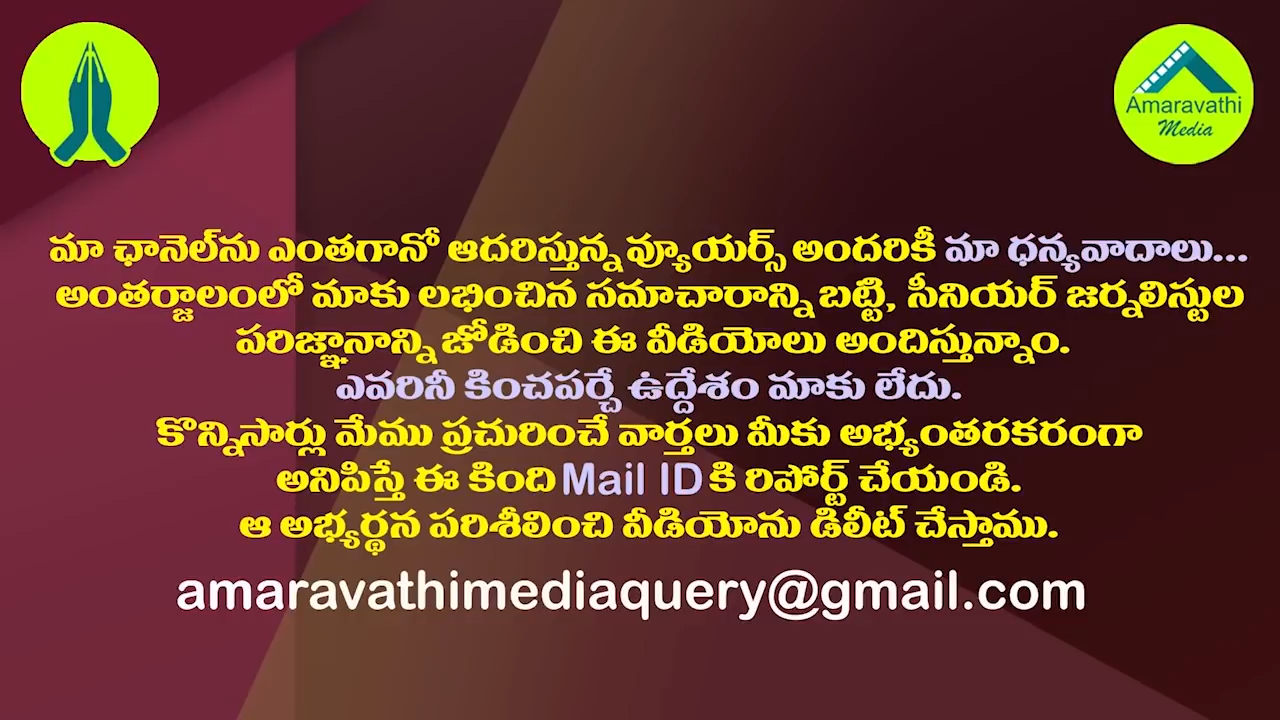 Amaravathi
Media
మా ఛానెల్‌ను ఎంతగానో ఆదరిస్తున్న వ్యూయర్స్ అందరికీ మా ధన్యవాదాలు...
అంతర్జాలంలో మాకు లభించిన సమాచారాన్ని బట్టి, సీనియర్ జర్నలిస్టుల
పరిజ్ఞానాన్ని జోడించి ఈ వీడియోలు అందిస్తున్నాం.
ఎవరినీ కించపర్చే ఉద్దేశం మాకు లేదు.
కొన్నిసార్లు మేము ప్రచురించే వార్తలు మీకు అభ్యంతరకరంగా
అనిపిస్తే ఈ కింది Mail ID కి రిపోర్ట్ చేయండి.
ఆ అభ్యర్థన పరిశీలించి వీడియోను డిలీట్ చేస్తాము.
amaravathimediaquery@gmail.com